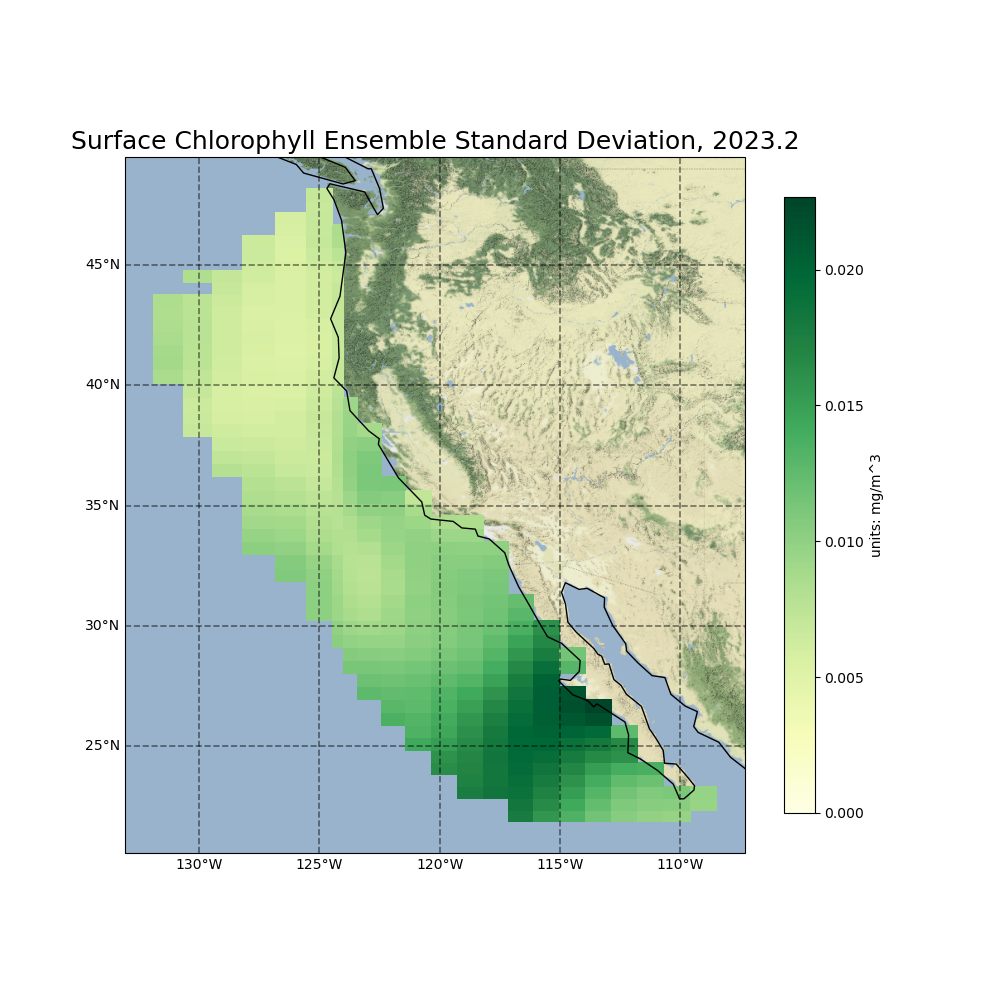 Surface Chlorophyll Ensemble Standard Deviation, 2023.2
45°N
40°N
35°N
30°N
25°N
130°W
125°W
120°W
115°W
110°W
0.020
0.015
0.010
0.005
0.000
units: mg/m^3